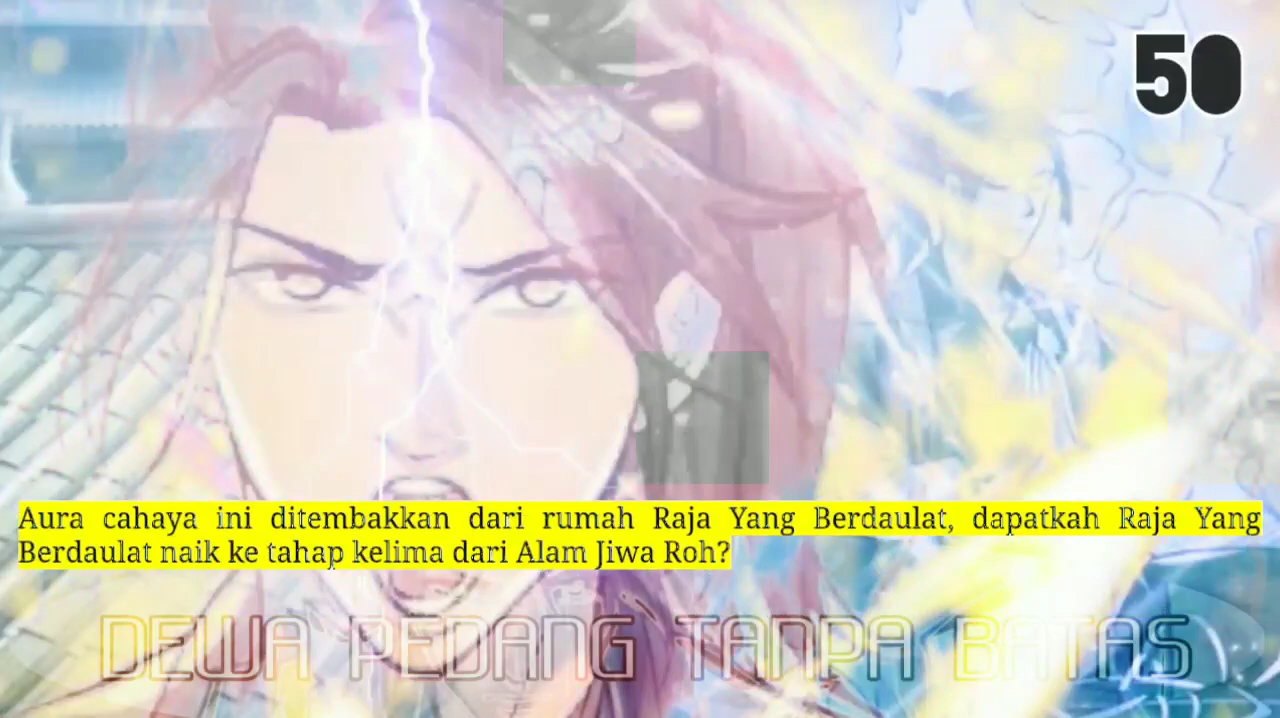 50
Aura cahaya ini ditembakkan dari rumah Raja Yang Berdaulat, dapatkah Raja Yang
Berdaulat naik ke tahap kelima dari Alam Jiwa Roh?
DEWA PEDANG TANPA BATAS